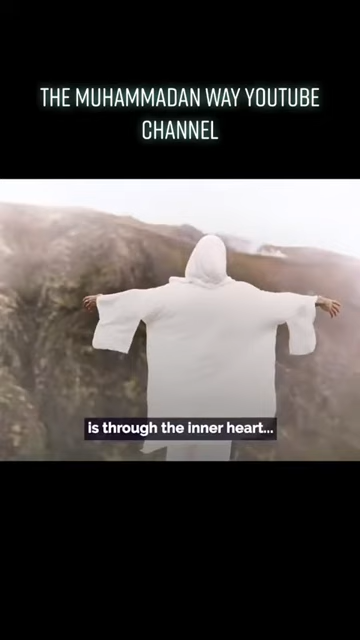 THE MUHAMMADAN WAY YOUTUBE
CHANNEL
is through the inner heart...